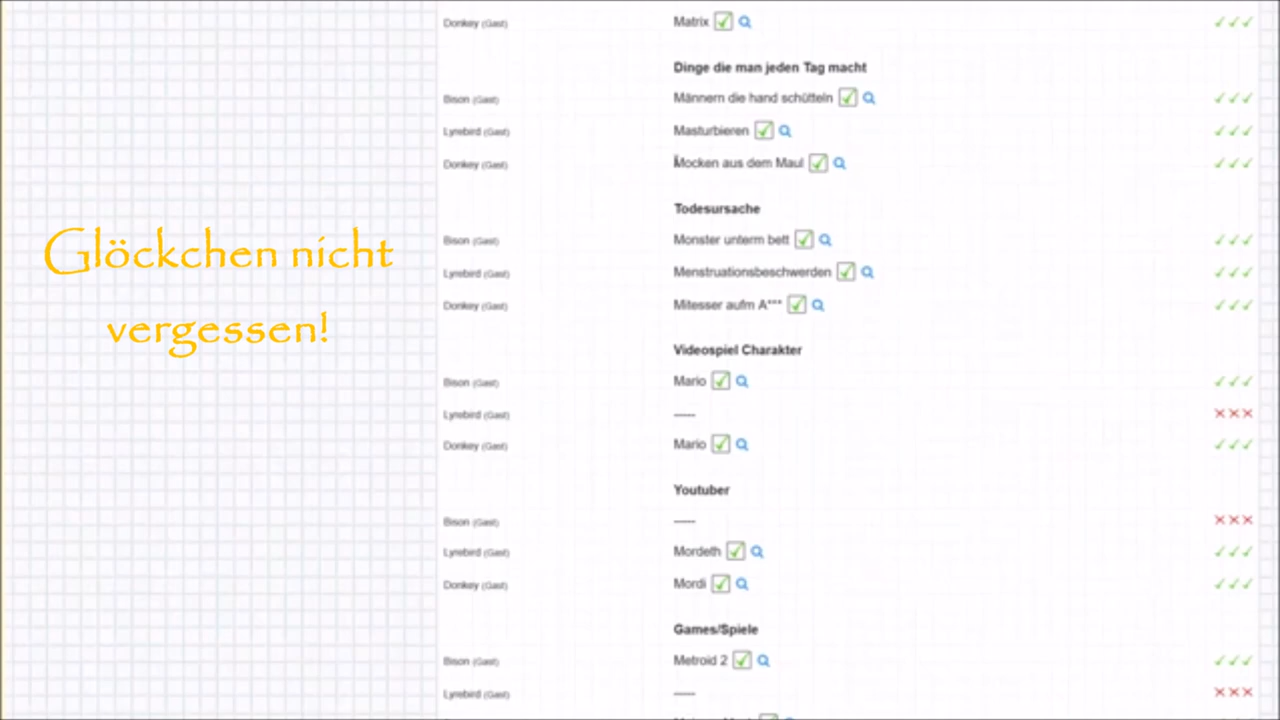 Donkey (Gast) Matrix
Dinge die man jeden Tag macht
Bison (Gast) Männern die hand schütteln
Lyrebird (Gast) Masturbieren
Donkey (Gast) Mocken aus dem Maul
Todesursache
Bison (Gast) Monster unterm bett
Lyrebird (Gast) Menstruationsbeschwerden
Donkey (Gast) Mitesser aufm A***
Glöckchen nicht
vergessen!
Videospiel Charakter
Bison (Gast) Mario
Lyrebird (Gast) -----
Donkey (Gast) Mario
Youtuber
Bison (Gast) -----
Lyrebird (Gast) Mordeth
Donkey (Gast) Mordi
Games/Spiele
Bison (Gast) Metroid 2
Lyrebird (Gast) -----